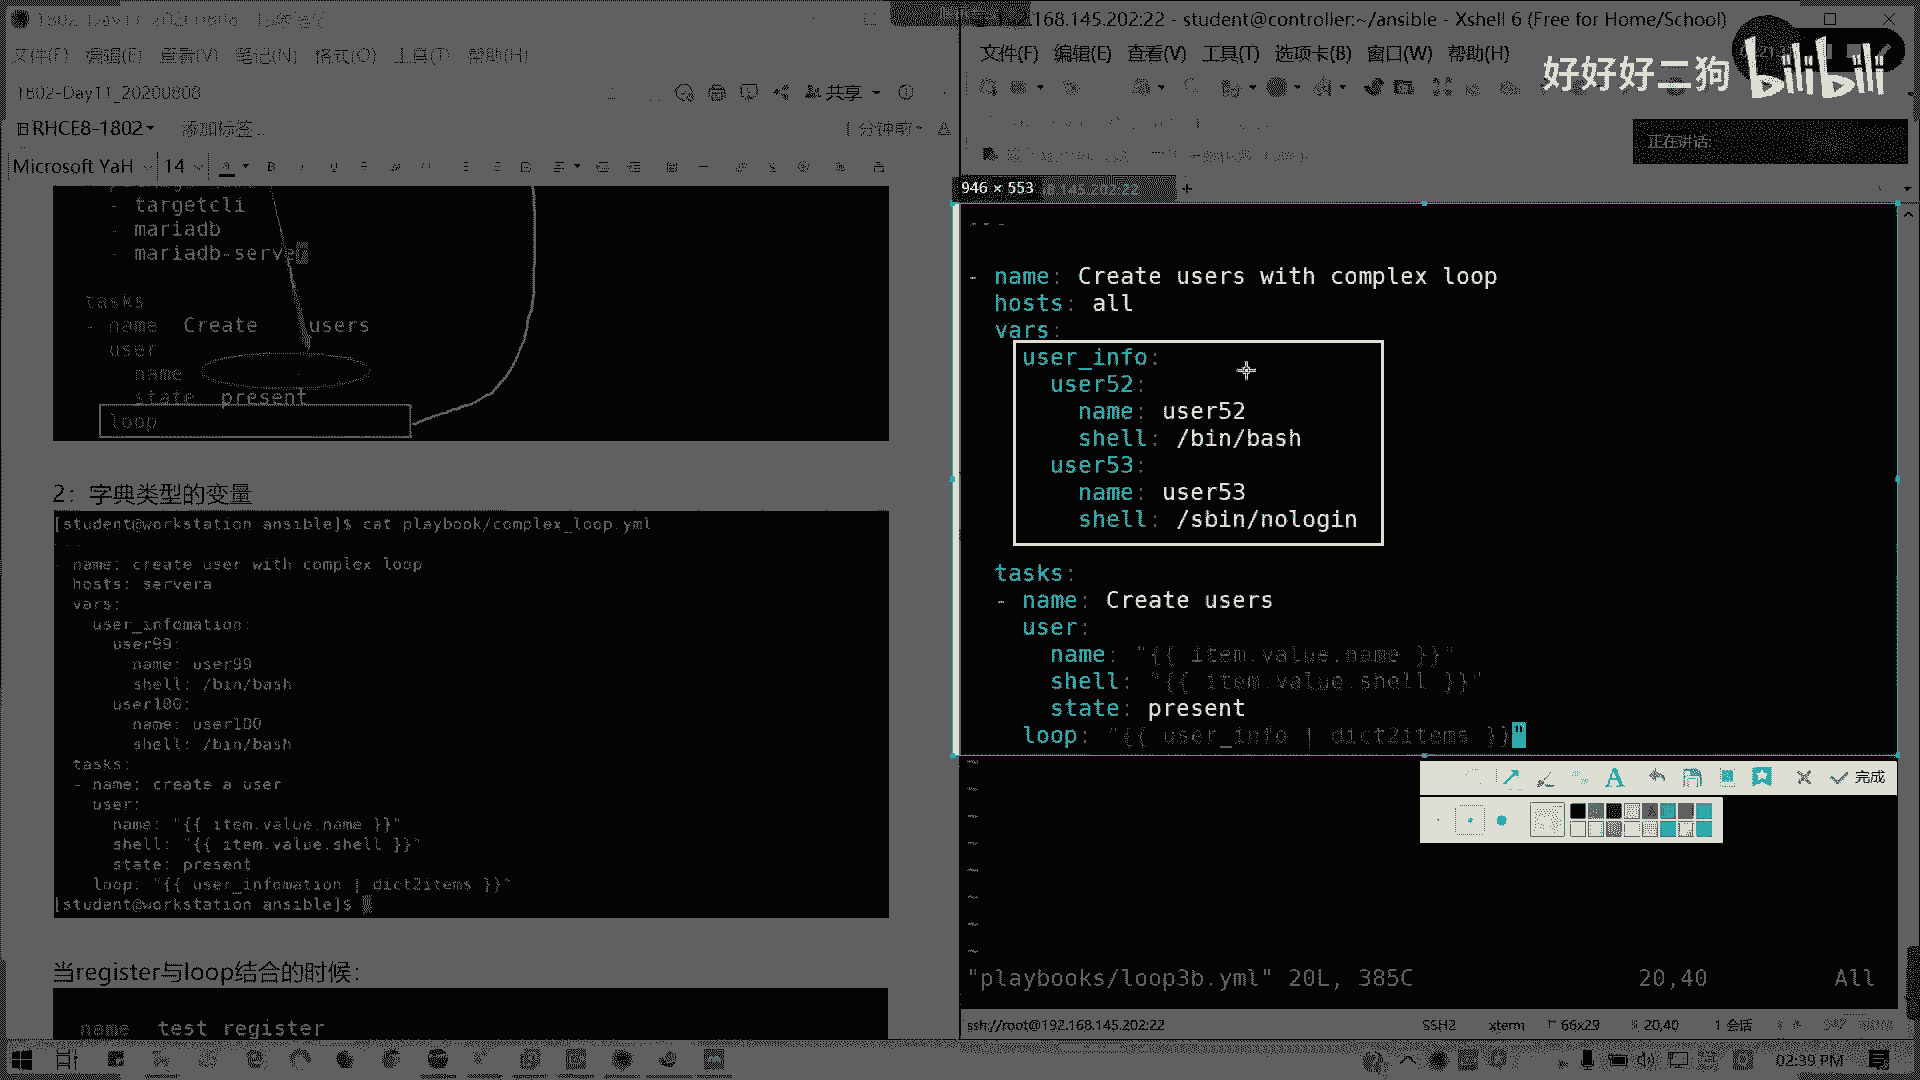 1802-Day11_20200808
文件(F) 编辑(E) 查看(V) 笔记(N) 格式(O) 工具(T) 帮助(H)
1802-Day11_20200808
共享
RHCE8-1802
添加标签...
1 分钟前
Microsoft YaH
14
- targetcli
- mariadb
- mariadb-server
tasks
- name Create users
user
name
state present
loop
2：字典类型的变量
[student@workstation ansible]$ cat playbook/complex_loop.yml
---
- name: create user with complex loop
hosts: servera
vars:
user_infomation:
user99:
name: user99
shell: /bin/bash
user100:
name: user100
shell: /bin/bash
tasks:
- name: create a user
user:
name: "{{ item.value.name }}"
shell: "{{ item.value.shell }}"
state: present
loop: "{{ user_infomation | dict2items }}"
[student@workstation ansible]$
当register与loop结合的时候：
name test register
168.145.202:22 - student@controller:~/ansible - Xshell 6 (Free for Home/School)
文件(F) 编辑(E) 查看(V) 工具(T) 选项卡(B) 窗口(W) 帮助(H)
好好好二狗 bilibili
正在讲话:
946 × 553
8.145.202:22
+
---
- name: Create users with complex loop
hosts: all
vars:
user_info:
user52:
name: user52
shell: /bin/bash
user53:
name: user53
shell: /sbin/nologin
tasks:
- name: Create users
user:
name: "{{ item.value.name }}"
shell: "{{ item.value.shell }}"
state: present
loop: "{{ user_info | dict2items }}"
A
完成
~
~
~
~
~
~
~
~
"playbooks/loop3b.yml" 20L, 385C 20,40 All
ssh://root@192.168.145.202:22 SSH2 xterm 66x29 20,40 1 会话
02:39 PM